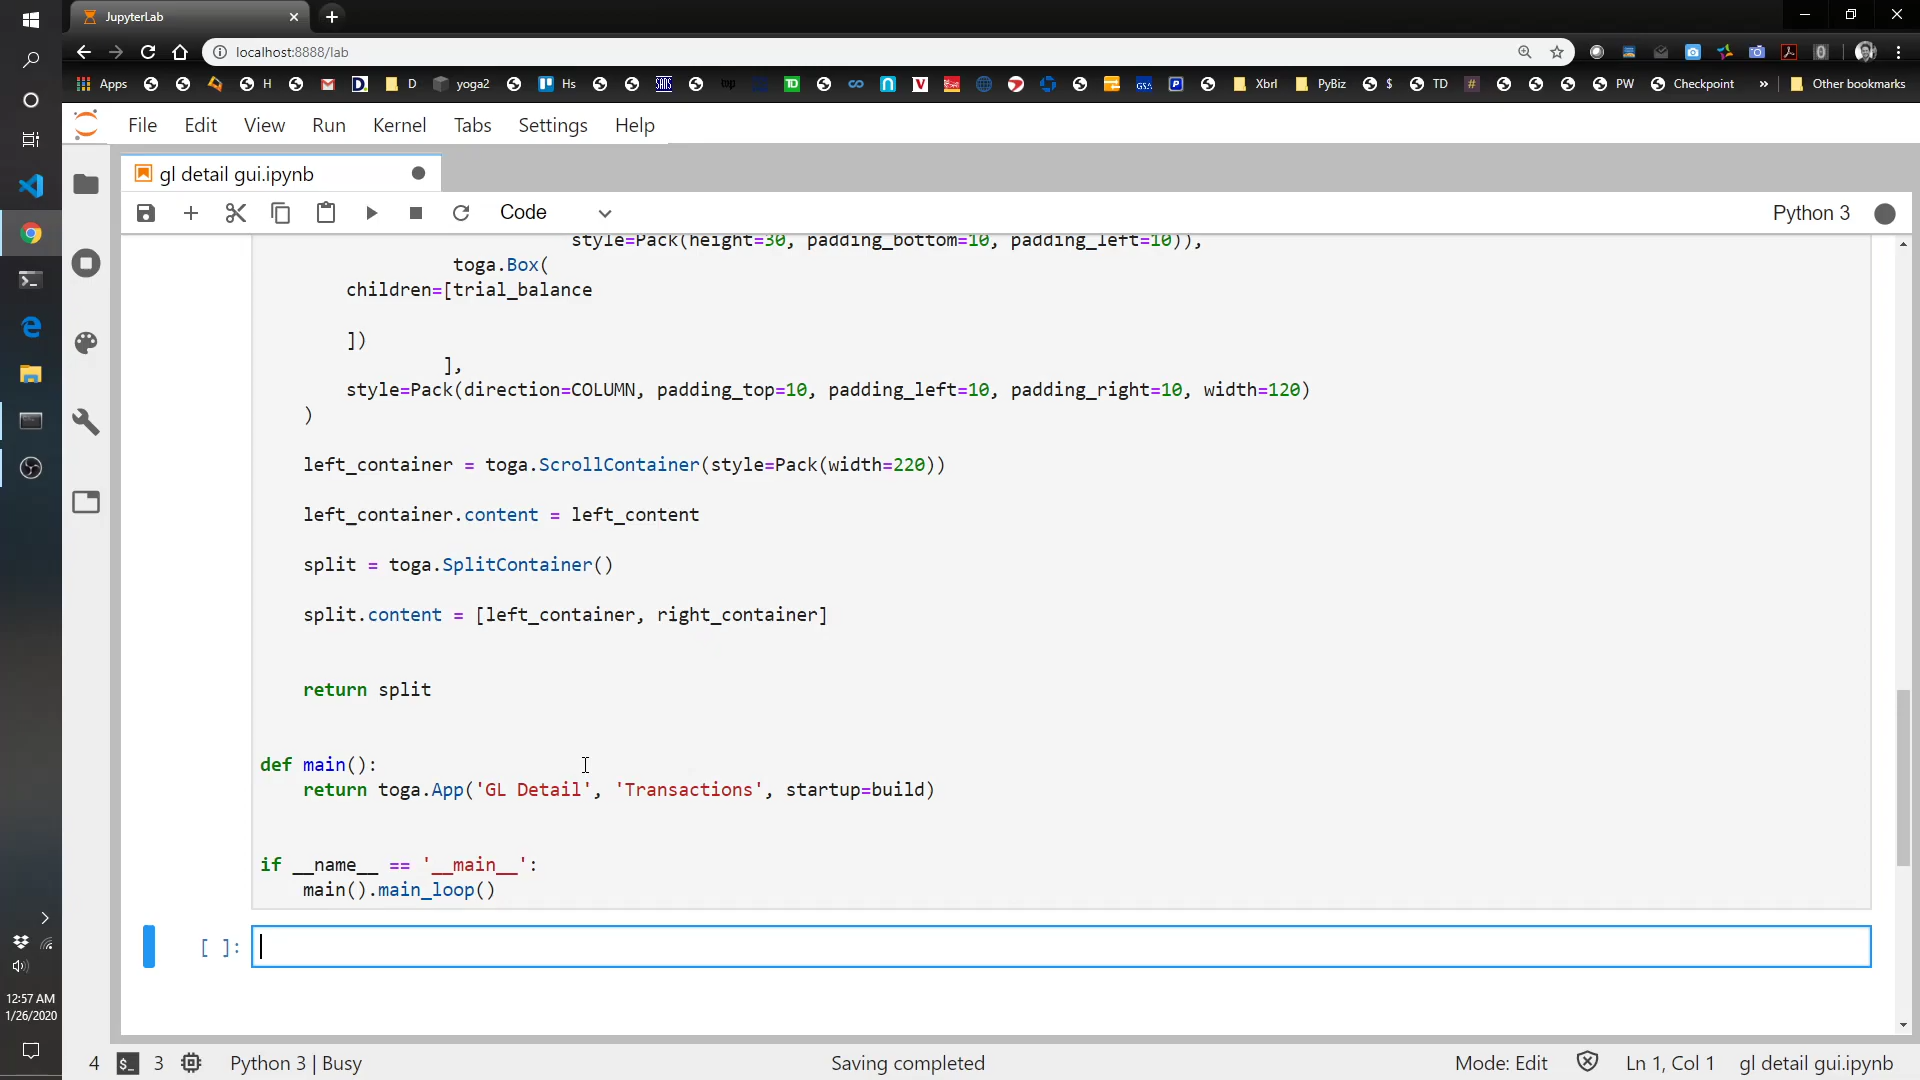 JupyterLab
localhost:8888/lab
Apps
H
D
yoga2
Hs
SANS
top
TD
n
V
GSA
P
Xbrl
PyBiz
$
TD
#
PW
Checkpoint
»
Other bookmarks
File Edit View Run Kernel Tabs Settings Help
gl detail gui.ipynb
Code
Python 3
style=Pack(height=30, padding_bottom=10, padding_left=10)),
toga.Box(
children=[trial_balance
])
],
style=Pack(direction=COLUMN, padding_top=10, padding_left=10, padding_right=10, width=120)
)
left_container = toga.ScrollContainer(style=Pack(width=220))
left_container.content = left_content
split = toga.SplitContainer()
split.content = [left_container, right_container]
return split
def main():
return toga.App('GL Detail', 'Transactions', startup=build)
if __name__ == '__main__':
main().main_loop()
[ ]:
12:57 AM
1/26/2020
4 $_ 3 Python 3 | Busy
Saving completed
Mode: Edit
Ln 1, Col 1
gl detail gui.ipynb